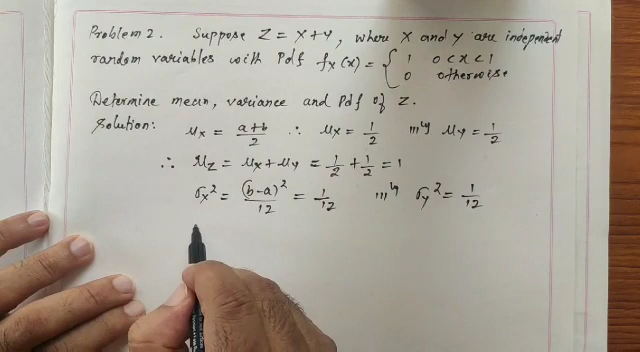 Problem 2. Suppose Z = X+Y, where X and Y are independent
random variables with Pdf fx(x) = { 1 0<x<1
0 otherwise
Determine mean, variance and Pdf of Z.
Solution: μx = a+b/2 ∴ μx = 1/2 |||ly μy = 1/2
∴ μz = μx + μy = 1/2 + 1/2 = 1
σx² = (b-a)²/12 = 1/12 |||ly σy² = 1/12